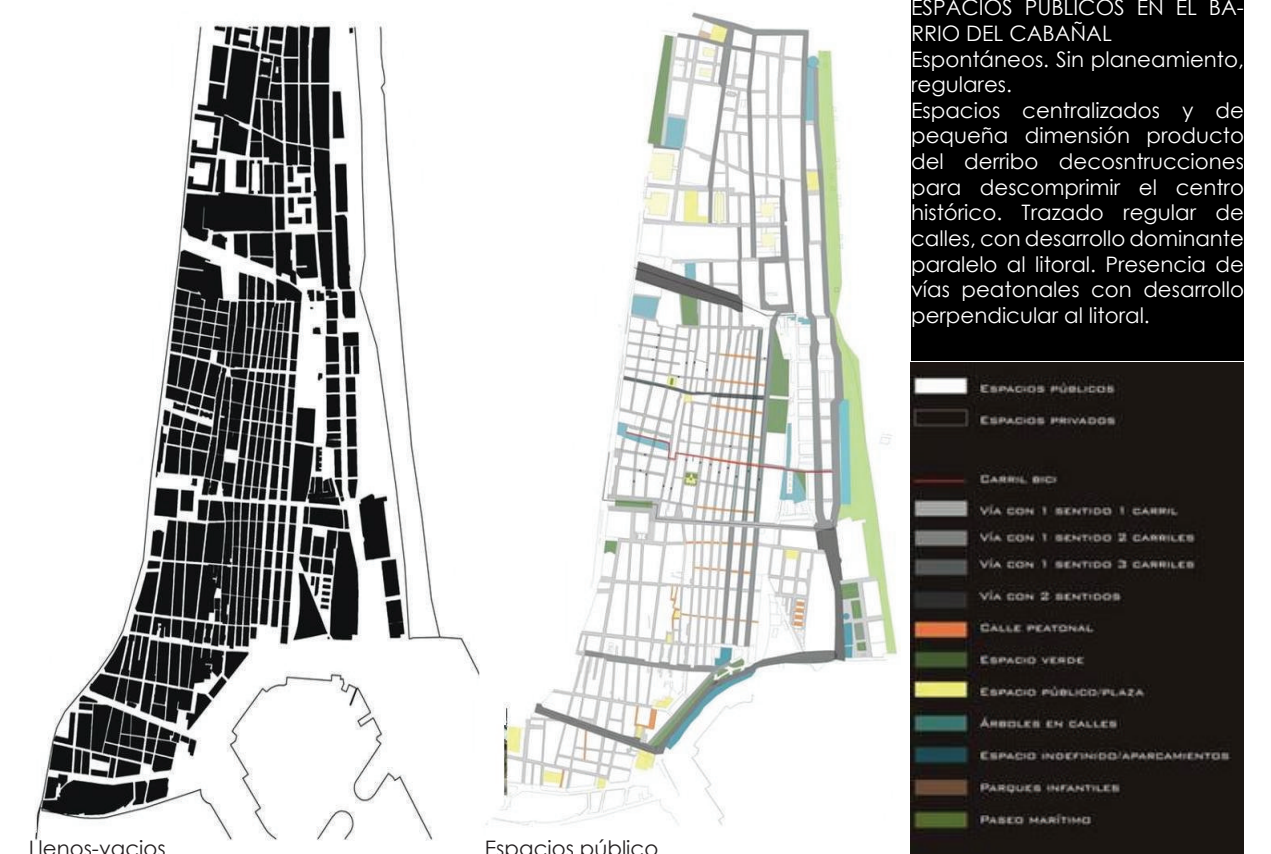 ESPACIOS PÚBLICOS EN EL BA-
RRIO DEL CABAÑAL
Espontáneos. Sin planeamiento,
regulares.
Espacios centralizados y de
pequeña dimensión producto
del derribo decosntrucciones
para descomprimir el centro
histórico. Trazado regular de
calles, con desarrollo dominante
paralelo al litoral. Presencia de
vías peatonales con desarrollo
perpendicular al litoral.
ESPACIOS PÚBLICOS
ESPACIOS PRIVADOS
CARRIL BICI
VÍA CON 1 SENTIDO 1 CARRIL
VÍA CON 1 SENTIDO 2 CARRILES
VÍA CON 1 SENTIDO 3 CARRILES
VÍA CON 2 SENTIDOS
CALLE PEATONAL
ESPACIO VERDE
ESPACIO PÚBLICO/PLAZA
ÁRBOLES EN CALLES
ESPACIO INDEFINIDO/APARCAMIENTOS
PARQUES INFANTILES
PASEO MARÍTIMO
Llenos-vacios
Espacios público